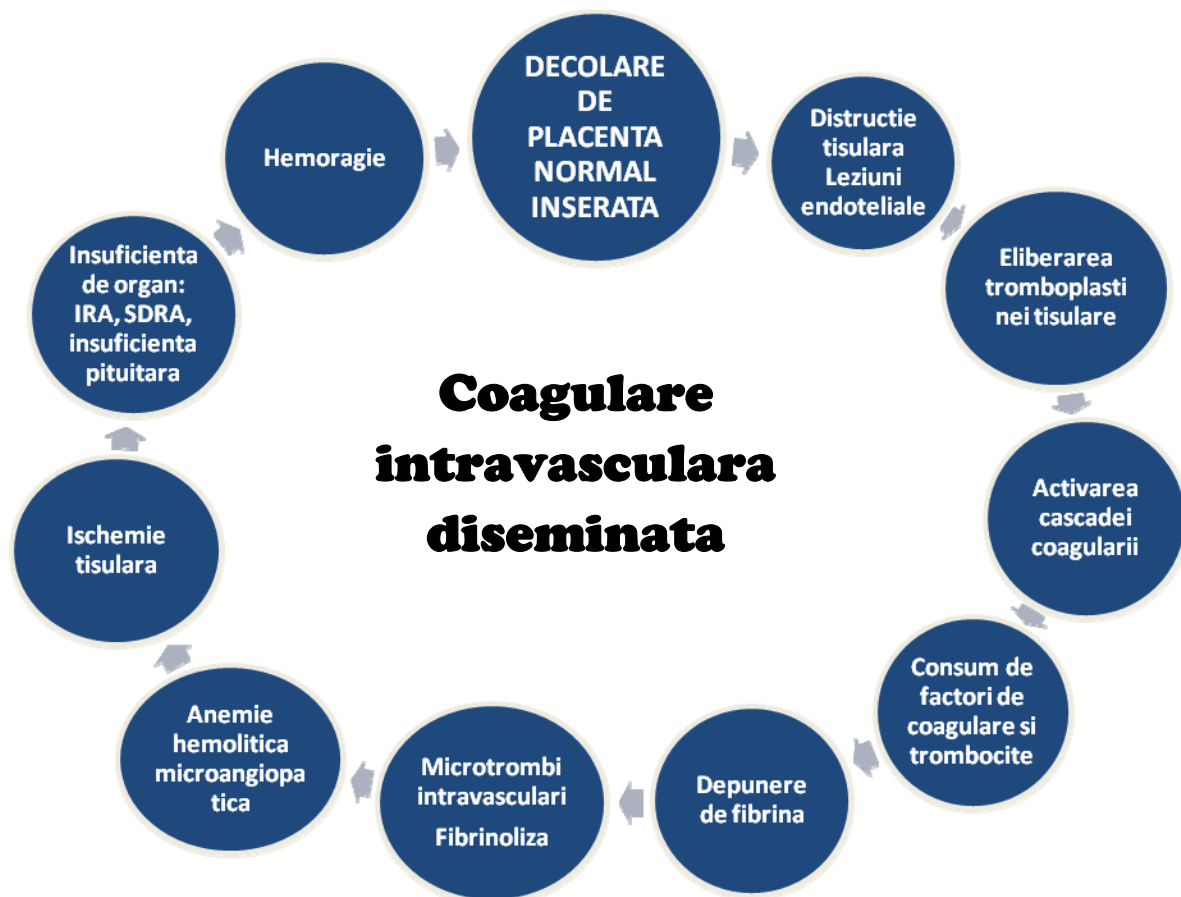 DECOLARE
DE
PLACENTA
NORMAL
INSERATA
Distructie
tisulara
Leziuni
endoteliale
Eliberarea
tromboplasti
nei tisulare
Activarea
cascadei
coagularii
Consum de
factori de
coagulare si
trombocite
Depunere
de fibrina
Microtrombi
intravasculari
Fibrinoliza
Anemie
hemolitica
microangiopa
tica
Ischemie
tisulara
Insuficienta
de organ:
IRA, SDRA,
insuficienta
pituitara
Hemoragie
Coagulare
intravasculara
diseminata